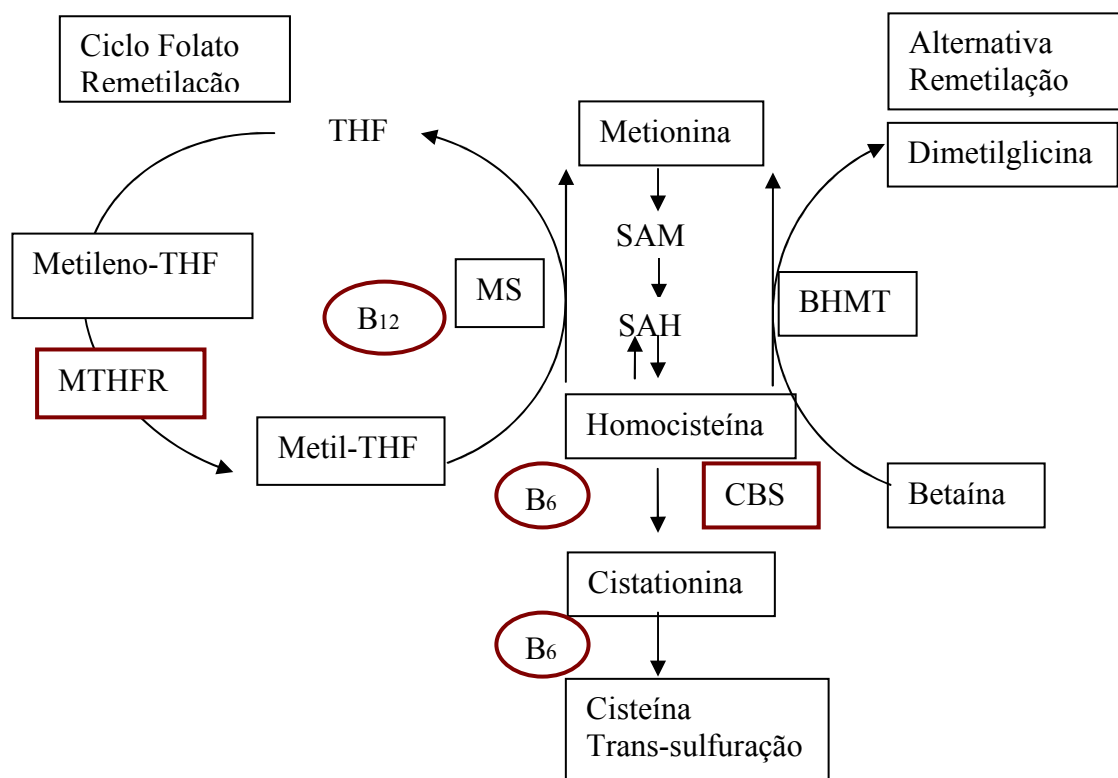 Ciclo Folato
Remetilação
Alternativa
Remetilação
THF
Metionina
Dimetilglicina
SAM
Metileno-THF
MS
BHMT
B12
SAH
MTHFR
Metil-THF
Homocisteína
B6
CBS
Betaína
Cistationina
B6
Cisteína
Trans-sulfuração